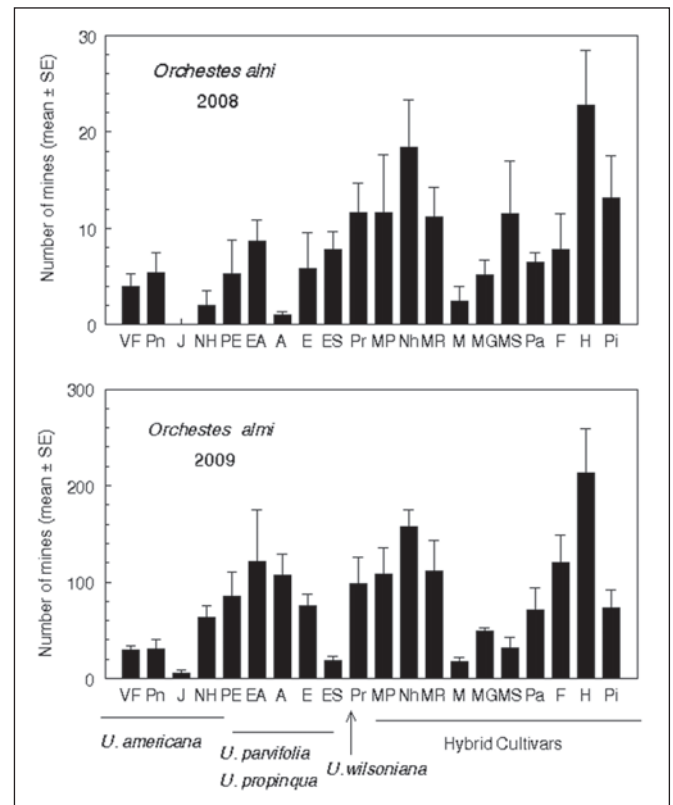 Number of mines (mean ± SE)
30
20
10
0
Orchestes alni
2008
VF Pn J NH PE EA A E ES Pr MP Nh MR M MG MS Pa F H Pi
Number of mines (mean ± SE)
300
200
100
0
Orchestes almi
2009
VF Pn J NH PE EA A E ES Pr MP Nh MR M MG MS Pa F H Pi
U. americana
U. parvifolia
U. propinqua
U. wilsoniana
Hybrid Cultivars